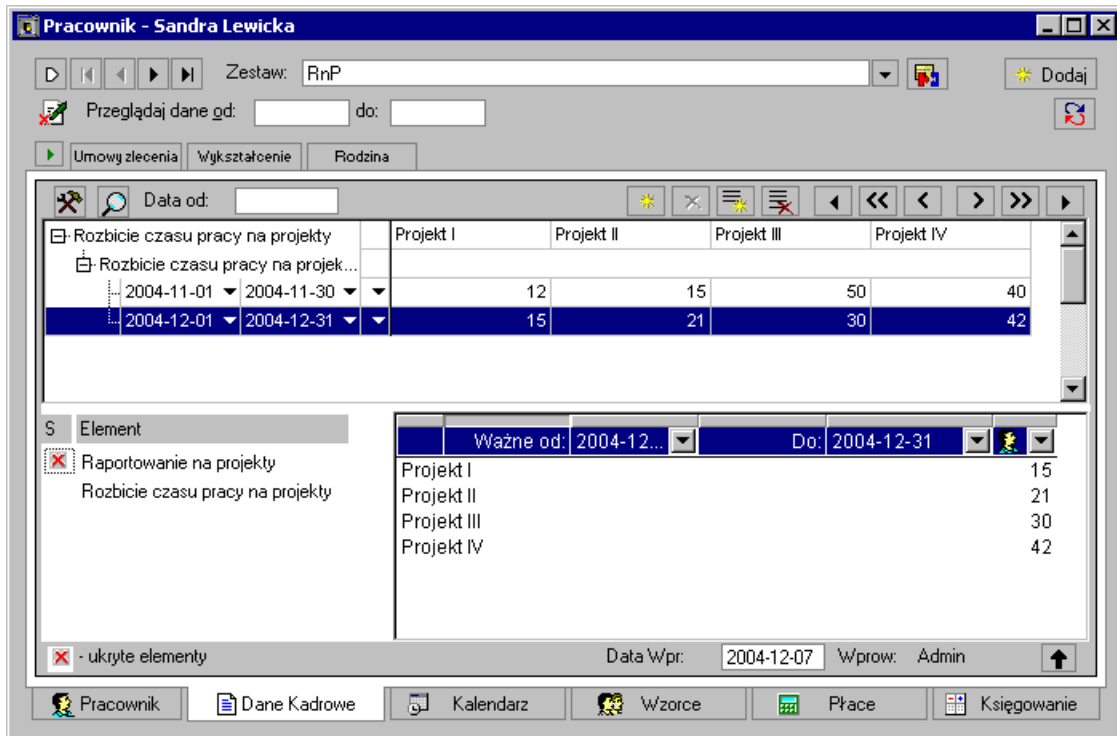 Pracownik - Sandra Lewicka
Zestaw: RnP Dodaj
Przeglądaj dane od: do:
Umowy zlecenia Wykształcenie Rodzina
Data od:
Rozbicie czasu pracy na projekty Projekt I Projekt II Projekt III Projekt IV
Rozbicie czasu pracy na projek...
2004-11-01 2004-11-30 12 15 50 40
2004-12-01 2004-12-31 15 21 30 42
S Element
Raportowanie na projekty
Rozbicie czasu pracy na projekty
Ważne od: 2004-12... Do: 2004-12-31
Projekt I 15
Projekt II 21
Projekt III 30
Projekt IV 42
- ukryte elementy Data Wpr: 2004-12-07 Wprow: Admin
Pracownik Dane Kadrowe Kalendarz Wzorce Płace Księgowanie